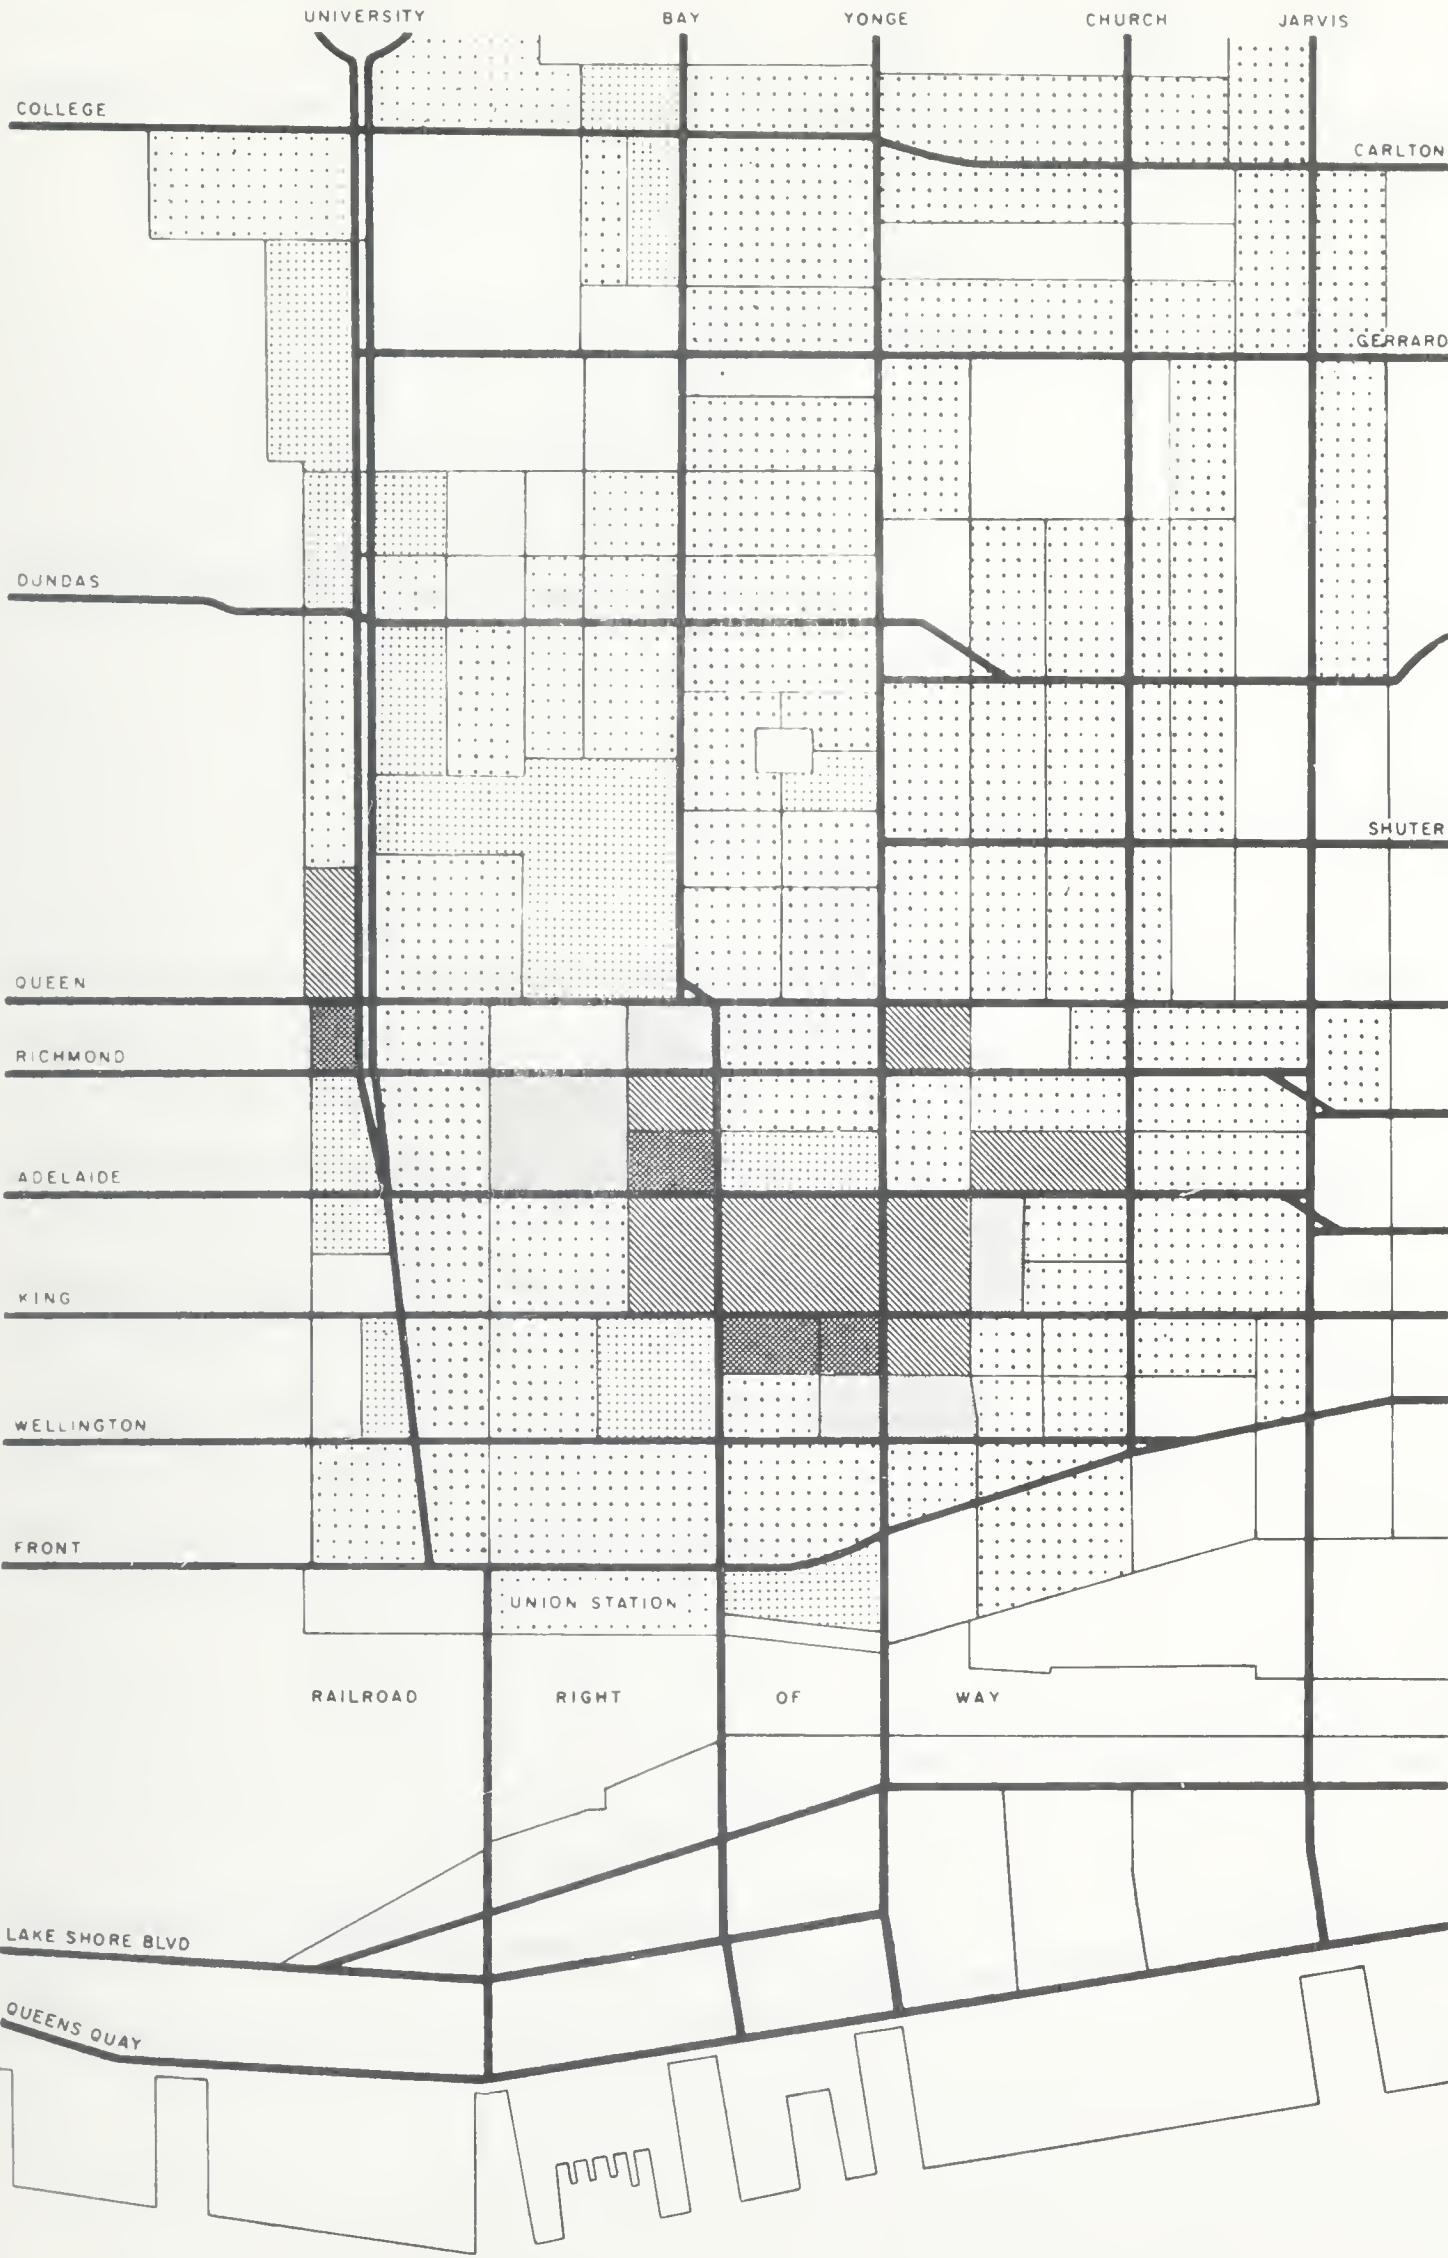 UNIVERSITY
BAY
YONGE
CHURCH
JARVIS
COLLEGE
CARLTON
GERRARD
DUNDAS
SHUTER
QUEEN
RICHMOND
ADELAIDE
KING
WELLINGTON
FRONT
UNION STATION
RAILROAD RIGHT OF WAY
LAKE SHORE BLVD
QUEENS QUAY